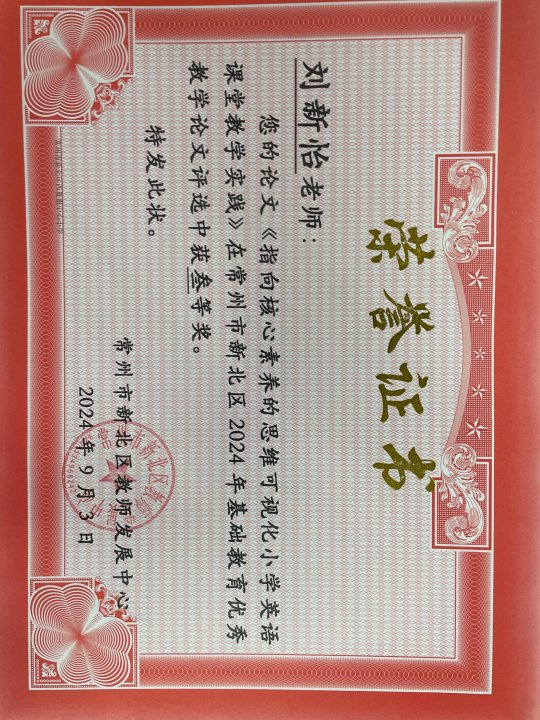 荣誉证书
刘新怡老师：
您的论文《指向核心素养的思维可视化小学英语
课堂教学实践》在常州市新北区2024年基础教育优秀
教学论文评选中获叁等奖。
特发此状。
常州市新北区教师发展中心
2024年9月3日